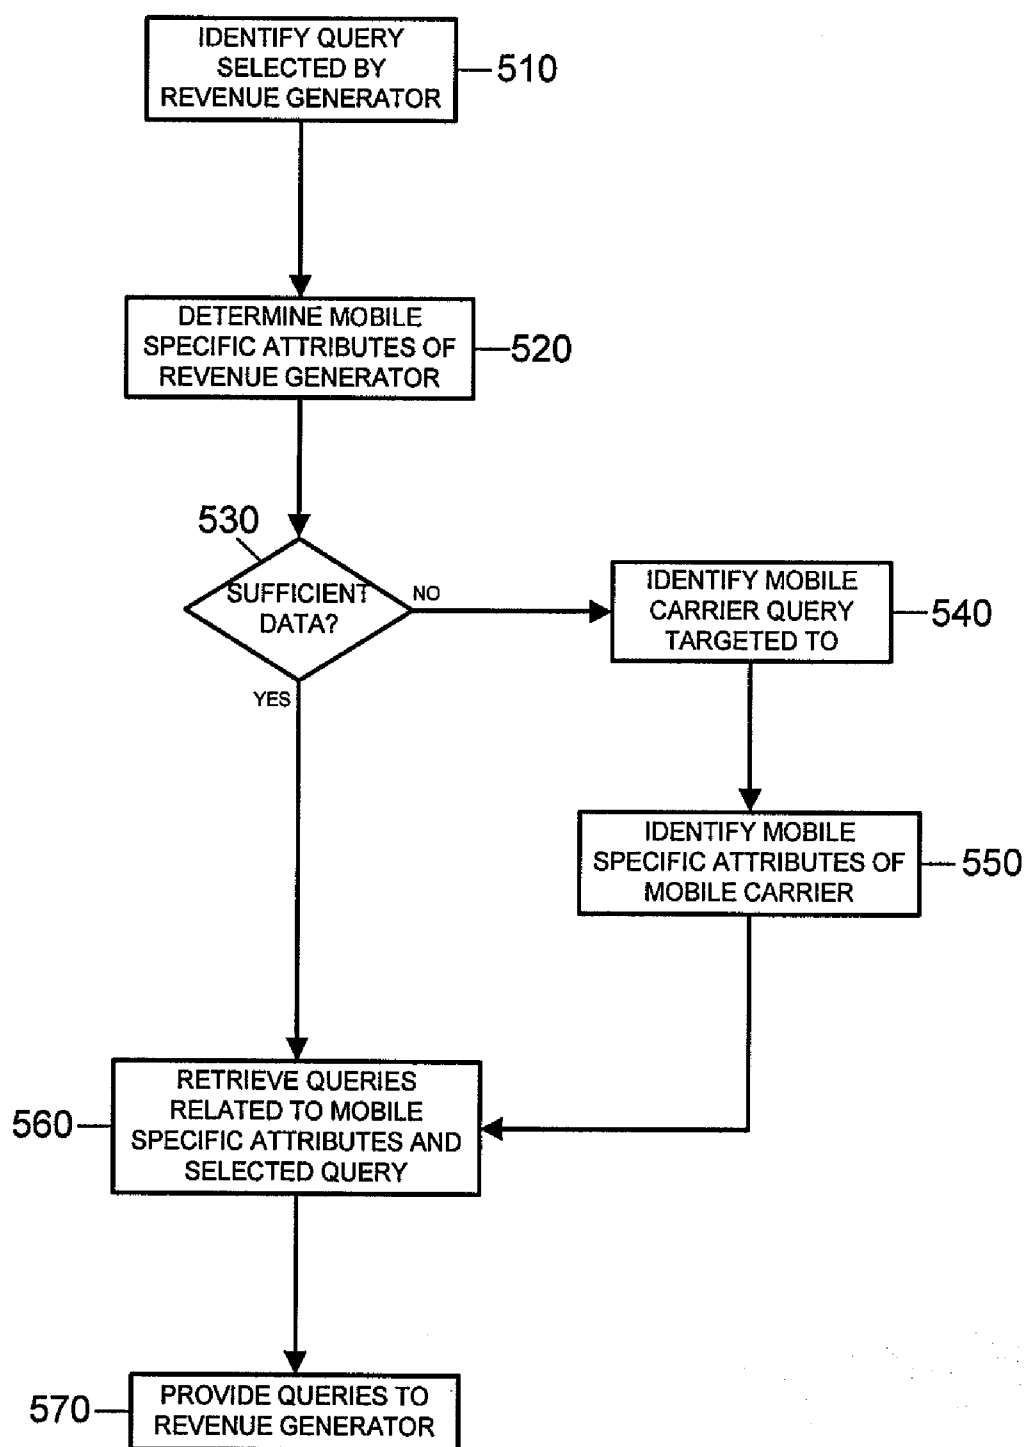 IDENTIFY QUERY
SELECTED BY
REVENUE GENERATOR
510
DETERMINE MOBILE
SPECIFIC ATTRIBUTES OF
REVENUE GENERATOR
520
530
SUFFICIENT
DATA?
NO
YES
IDENTIFY MOBILE
CARRIER QUERY
TARGETED TO
540
IDENTIFY MOBILE
SPECIFIC ATTRIBUTES OF
MOBILE CARRIER
550
560
RETRIEVE QUERIES
RELATED TO MOBILE
SPECIFIC ATTRIBUTES AND
SELECTED QUERY
570
PROVIDE QUERIES TO
REVENUE GENERATOR